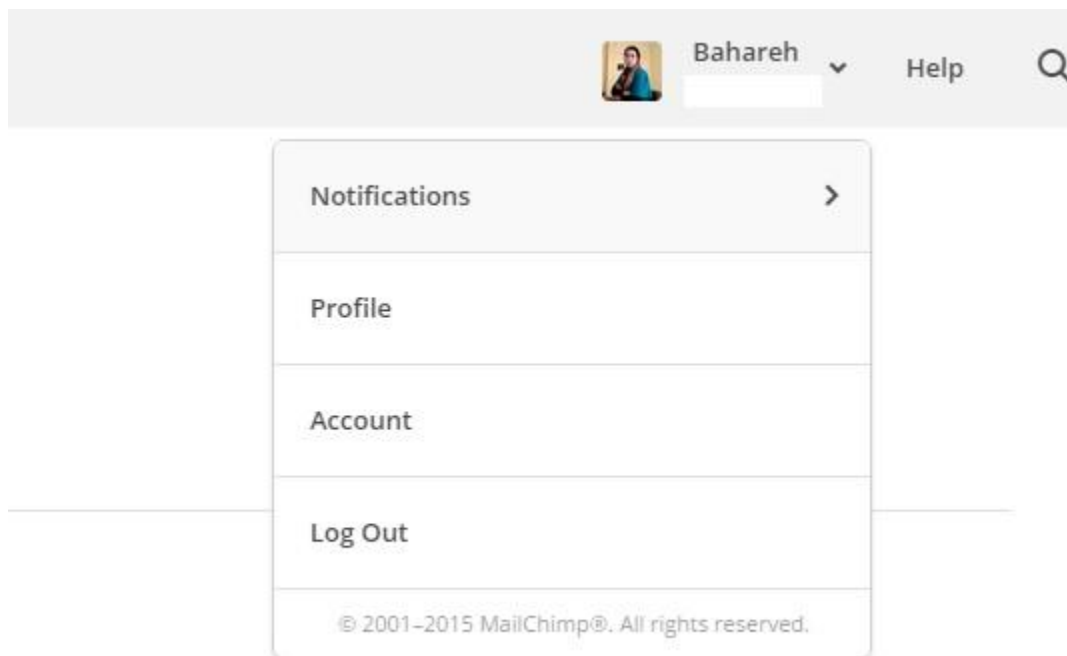 Bahareh
Help
Notifications
Profile
Account
Log Out
© 2001–2015 MailChimp®. All rights reserved.